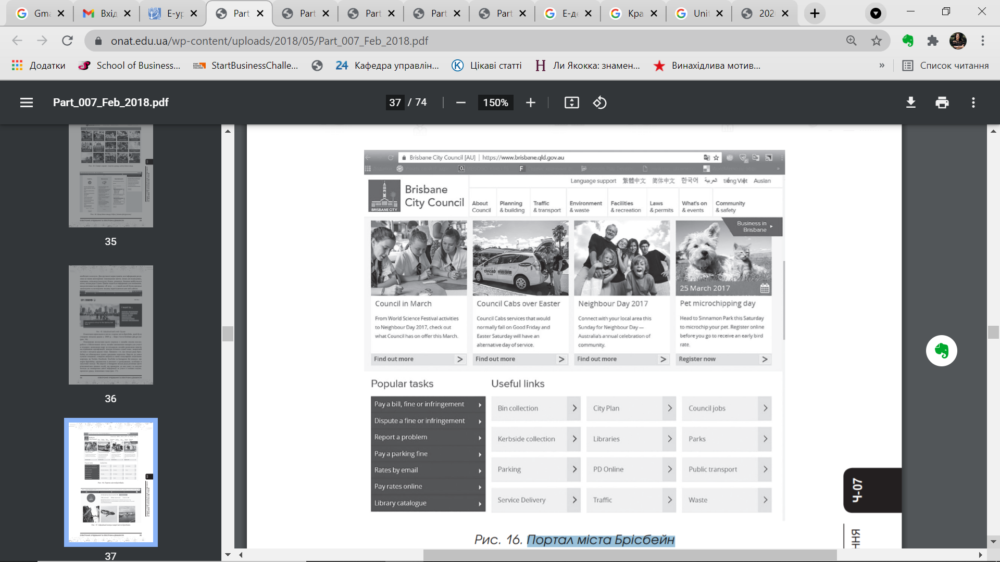 Gma
Вхід
Е-ур
Part
Part
Part
Part
Part
Е-де
Кра
Unit
202
onat.edu.ua/wp-content/uploads/2018/05/Part_007_Feb_2018.pdf
Додатки
School of Business...
StartBusinessChalle...
24 Кафедра управлін...
Цікаві статті
Ли Якокка: знамен...
Винахідлива мотив...
»
Список читання
Part_007_Feb_2018.pdf
37 / 74
150%
35
36
37
Brisbane City Council [AU] | https://www.brisbane.qld.gov.au
Language support 繁體中文 简体中文 한국어 العربية tiếng Việt Auslan
Brisbane
City Council
BRISBANE CITY
About
Council
Planning
& building
Traffic
& transport
Environment
& waste
Facilities
& recreation
Laws
& permits
What's on
& events
Community
& safety
Business in
Brisbane
25 March 2017
Council in March
From World Science Festival activities
to Neighbour Day 2017, check out
what Council has on offer this March.
Find out more
Council Cabs over Easter
Council Cabs services that would
normally fall on Good Friday and
Easter Saturday will have an
alternative day of service.
Find out more
Neighbour Day 2017
Connect with your local area this
Sunday for Neighbour Day —
Australia's annual celebration of
community.
Find out more
Pet microchipping day
Head to Sinnamon Park this Saturday
to microchip your pet. Register online
before you go to receive an early bird
rate.
Register now
Popular tasks
Pay a bill, fine or infringement
Dispute a fine or infringement
Report a problem
Pay a parking fine
Rates by email
Pay rates online
Library catalogue
Useful links
Bin collection
City Plan
Council jobs
Kerbside collection
Libraries
Parks
Parking
PD Online
Public transport
Service Delivery
Traffic
Waste
Рис. 16. Портал міста Брісбейн
Ч-07
ННЯ